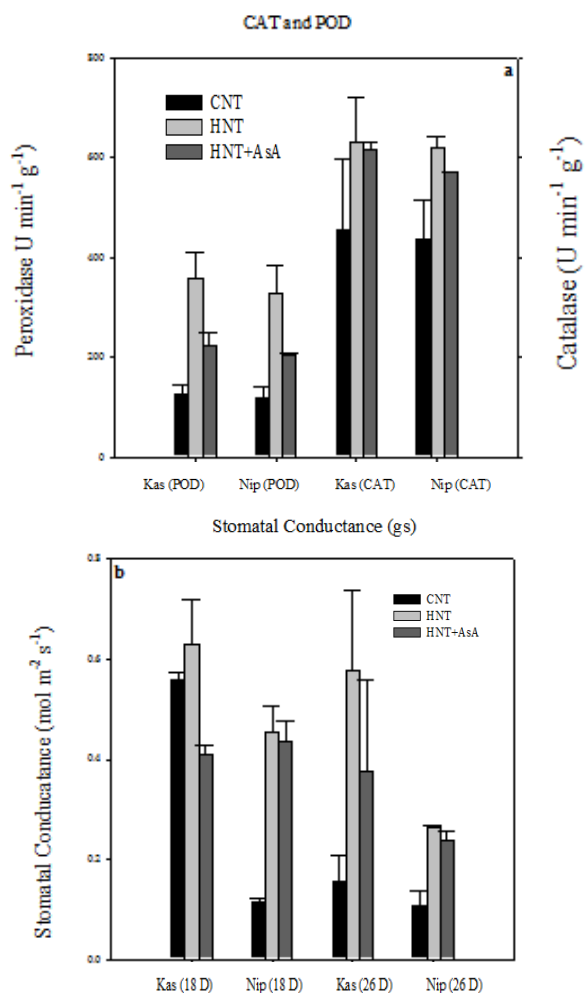 CAT and POD
800
a
CNT
HNT
HNT+AsA
600
400
200
0
Peroxidase U min⁻¹ g⁻¹)
Catalase (U min⁻¹ g⁻¹)
Kas (POD) Nip (POD) Kas (CAT) Nip (CAT)
Stomatal Conductance (gs)
0.8
b
CNT
HNT
HNT+AsA
0.6
0.4
0.2
0.0
Stomatal Conducatance (mol m⁻² s⁻¹)
Kas (18 D) Nip (18 D) Kas (26 D) Nip (26 D)